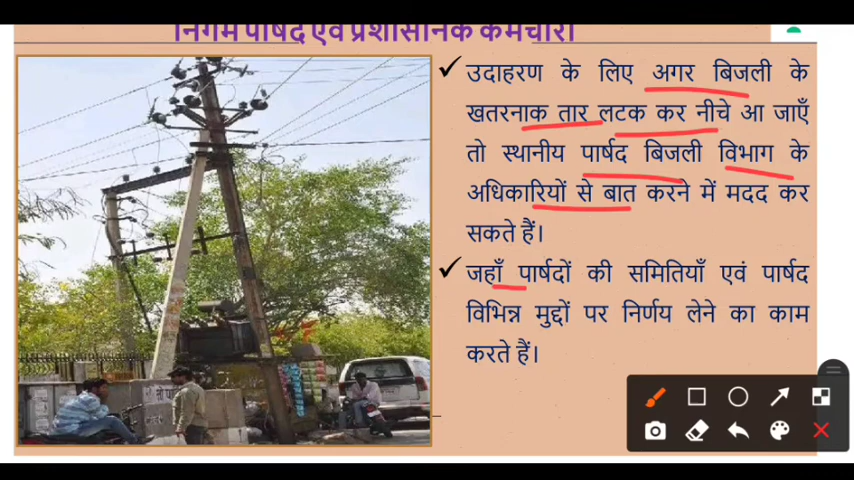 निगम पार्षद एवं प्रशासनिक कर्मचारी
उदाहरण के लिए अगर बिजली के
खतरनाक तार लटक कर नीचे आ जाएँ
तो स्थानीय पार्षद बिजली विभाग के
अधिकारियों से बात करने में मदद कर
सकते हैं।
जहाँ पार्षदों की समितियाँ एवं पार्षद
विभिन्न मुद्दों पर निर्णय लेने का काम
करते हैं।